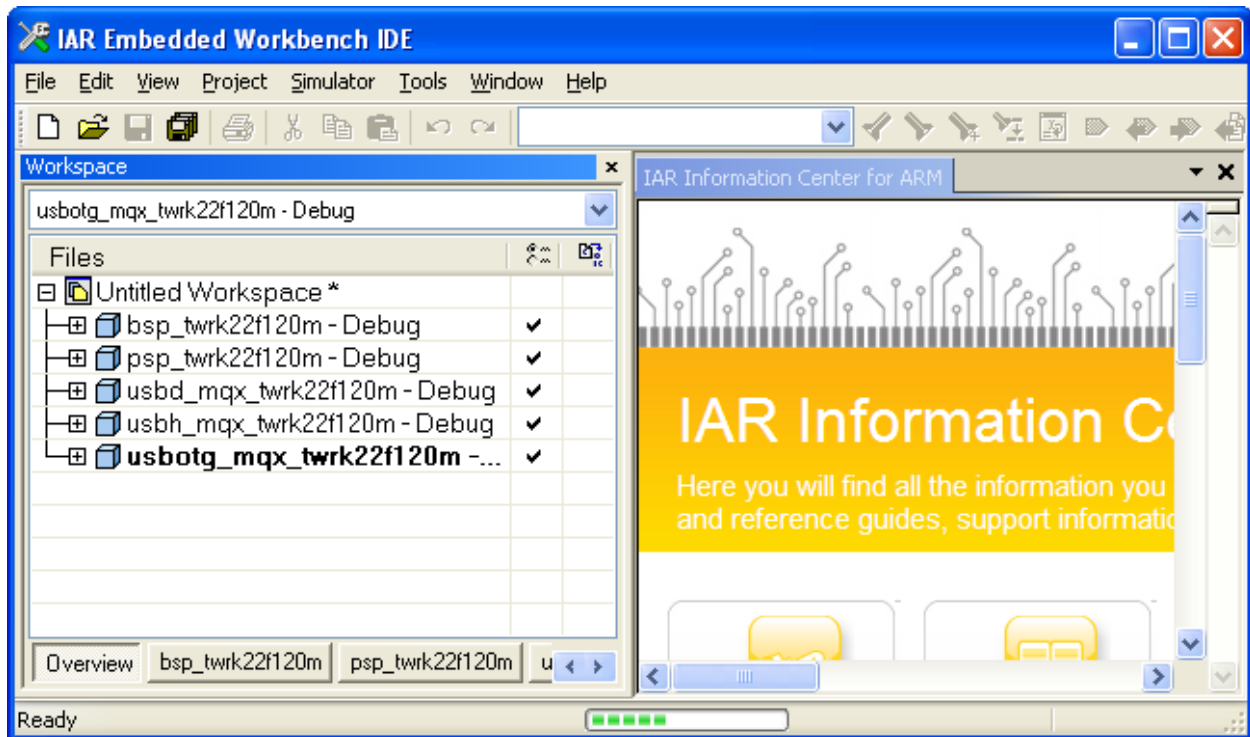 IAR Embedded Workbench IDE
File Edit View Project Simulator Tools Window Help
Workspace
IAR Information Center for ARM
usbotg_mqx_twrk22f120m - Debug
Files
Untitled Workspace *
bsp_twrk22f120m - Debug
psp_twrk22f120m - Debug
usbd_mqx_twrk22f120m - Debug
usbh_mqx_twrk22f120m - Debug
usbotg_mqx_twrk22f120m -...
IAR Information Ce
Here you will find all the information you
and reference guides, support informatic
Overview bsp_twrk22f120m psp_twrk22f120m u
Ready